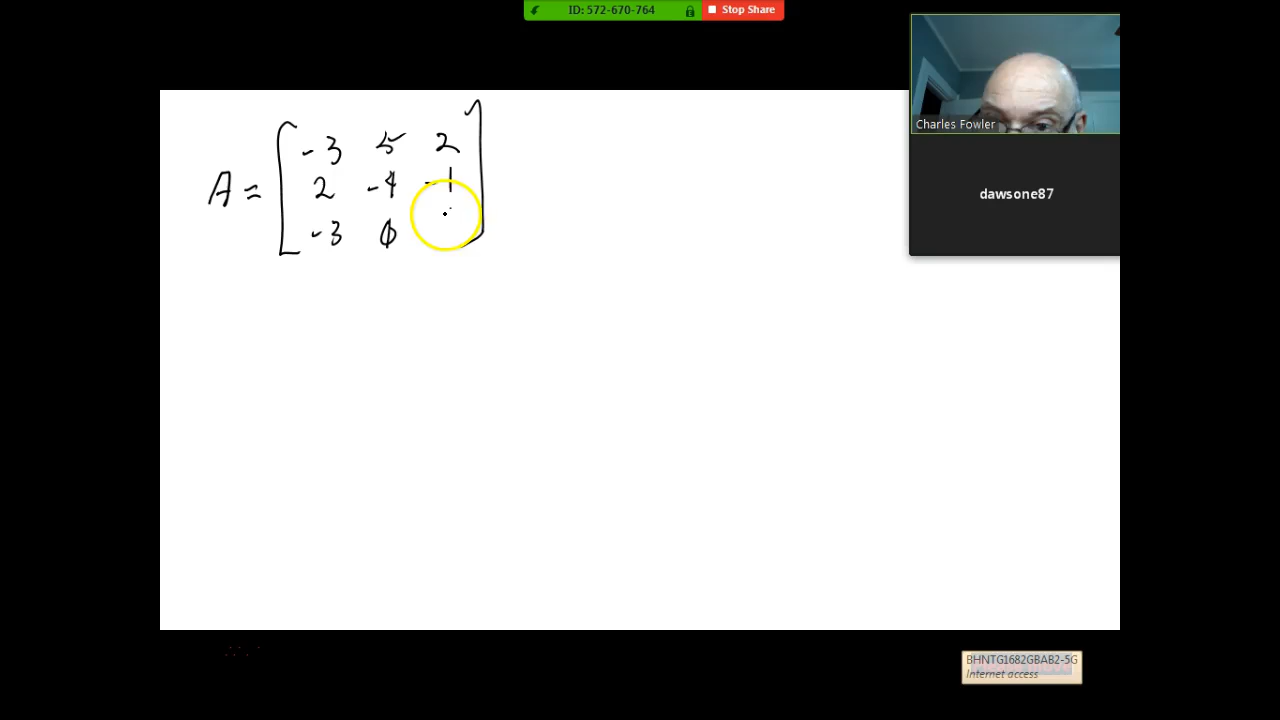 ID: 572-670-764 Stop Share
Charles Fowler
dawsone87
-3 5 2
A = 2 -4 -1
-3 0
BHNTG1682GBAB2-5G
Internet access